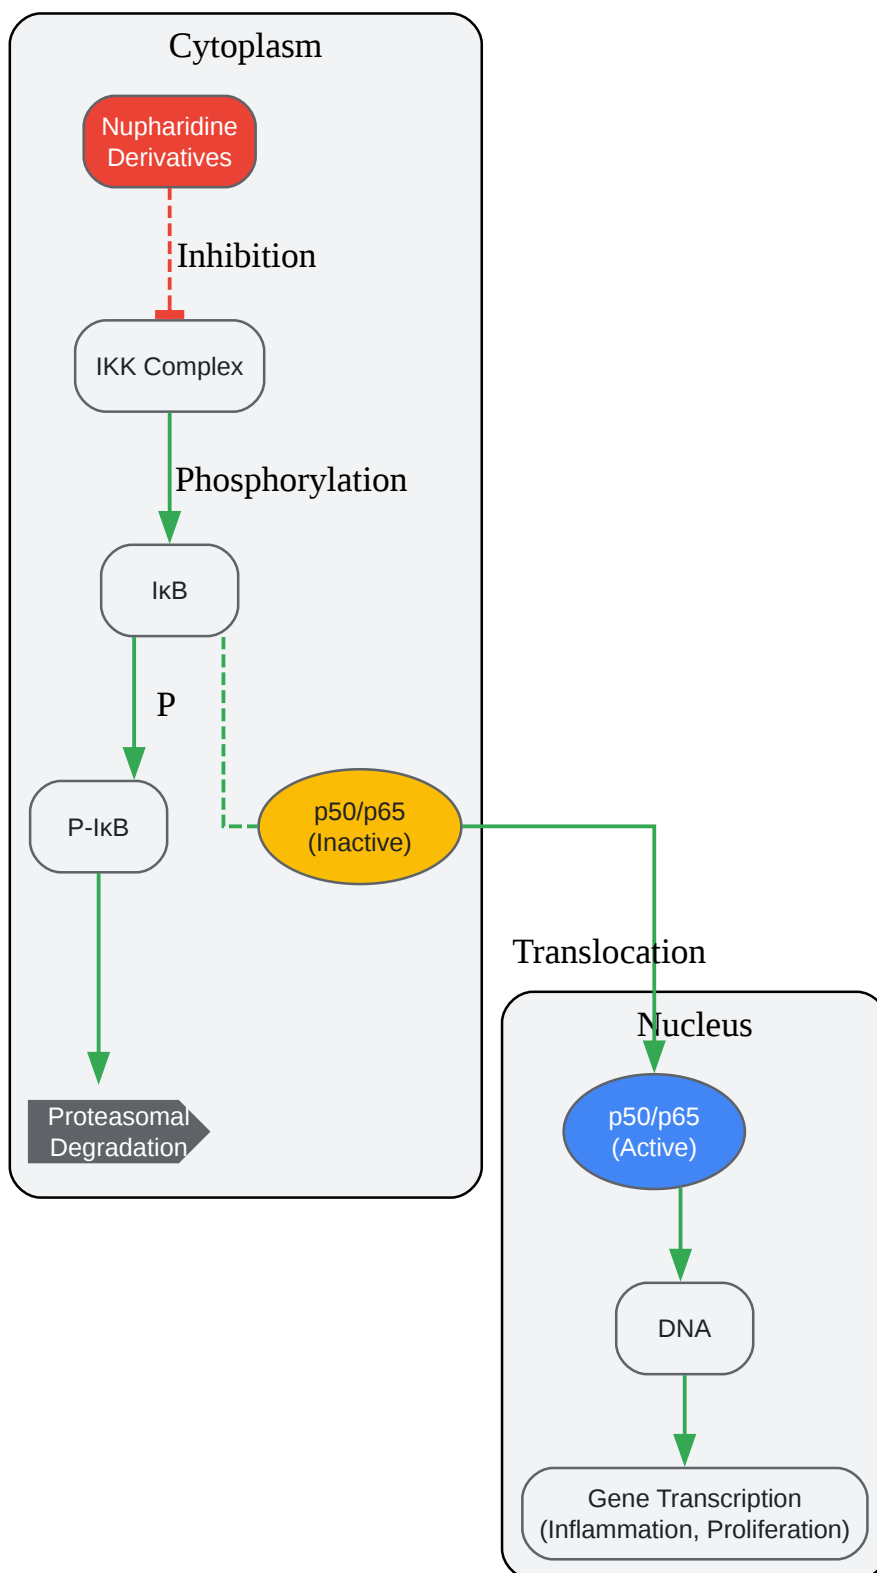 Cytoplasm
Nupharidine
Derivatives
Inhibition
IKK Complex
Phosphorylation
IκB
P
p50/p65
(Inactive)
P-IκB
Translocation
Nucleus
Proteasomal
Degradation
p50/p65
(Active)
DNA
Gene Transcription
(Inflammation, Proliferation)